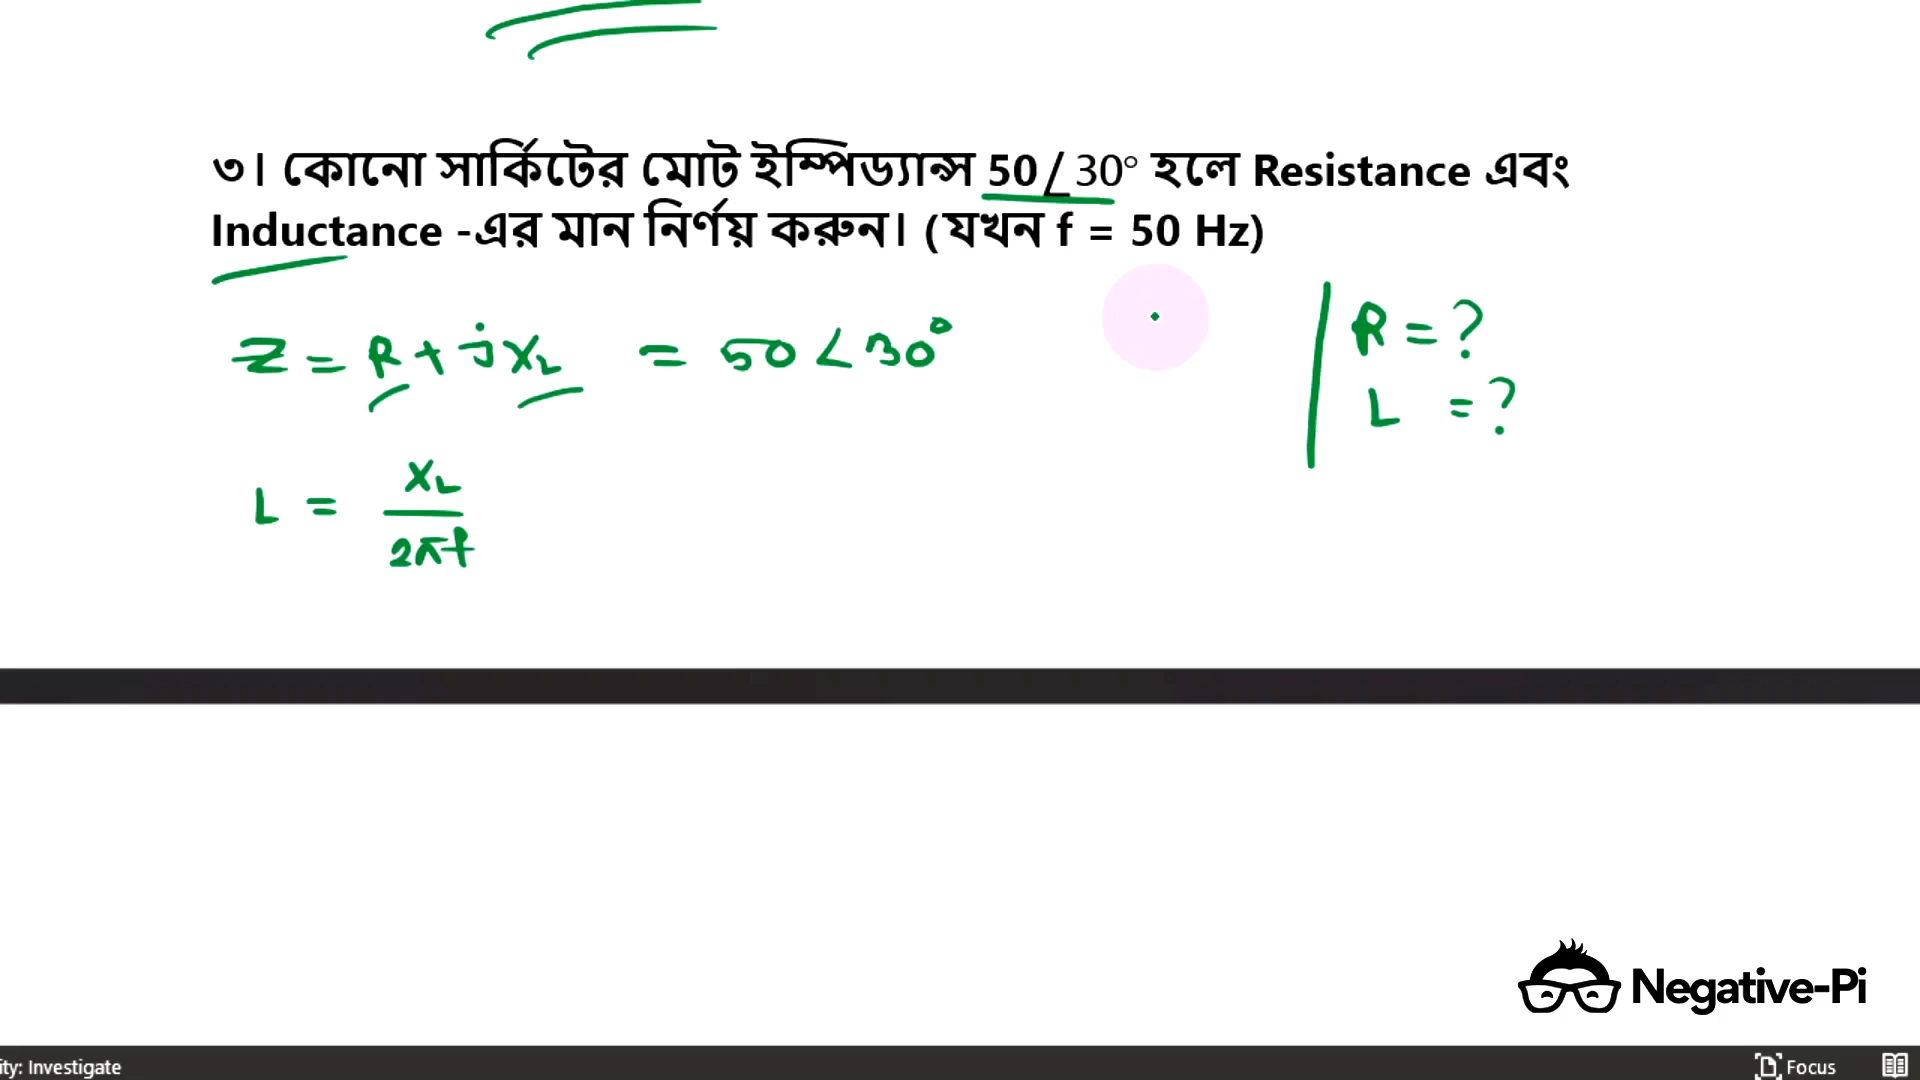 ৩। কোনো সার্কিটের মোট ইম্পিড্যান্স 50∠30° হলে Resistance এবং
Inductance -এর মান নির্ণয় করুন। (যখন f = 50 Hz)
Z = R + jXL = 50∠30°
R = ?
L = ?
L = XL / 2πf
Negative-Pi
ity: Investigate
Focus